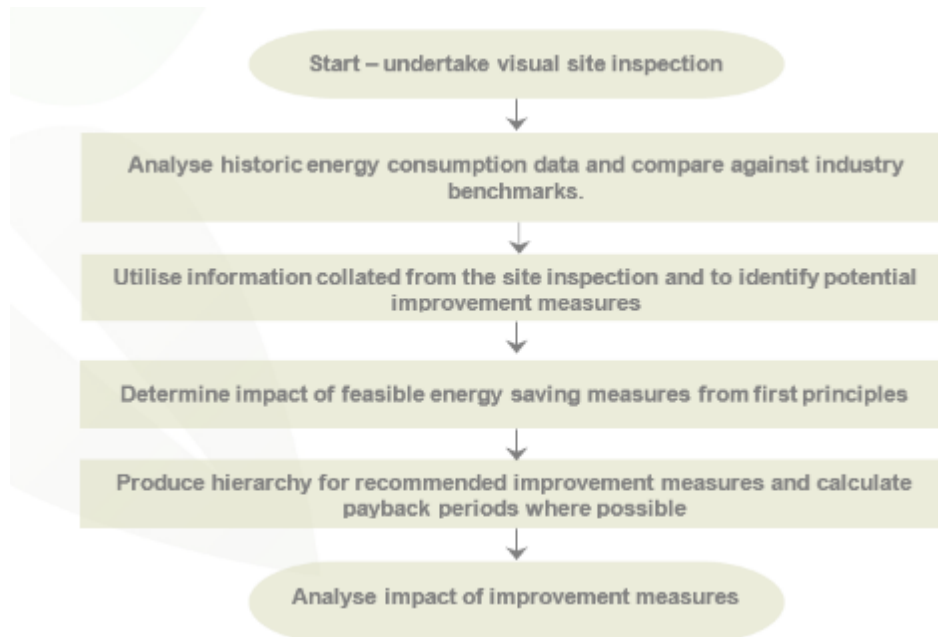 Start – undertake visual site inspection
Analyse historic energy consumption data and compare against industry
benchmarks.
Utilise information collated from the site inspection and to identify potential
improvement measures
Determine impact of feasible energy saving measures from first principles
Produce hierarchy for recommended improvement measures and calculate
payback periods where possible
Analyse impact of improvement measures